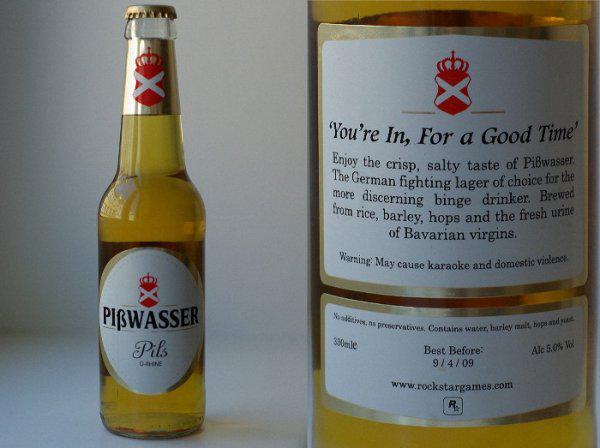 PIßWASSER
Pils
D-RHINE
'You're In, For a Good Time'
Enjoy the crisp, salty taste of Pißwasser.
The German fighting lager of choice for the
more discerning binge drinker. Brewed
from rice, barley, hops and the fresh urine
of Bavarian virgins.
Warning: May cause karaoke and domestic violence.
No additives, no preservatives. Contains water, barley malt, hops and yeast.
330mle
Best Before:
Alc 5.0% Vol
9 / 4 / 09
www.rockstargames.com
R